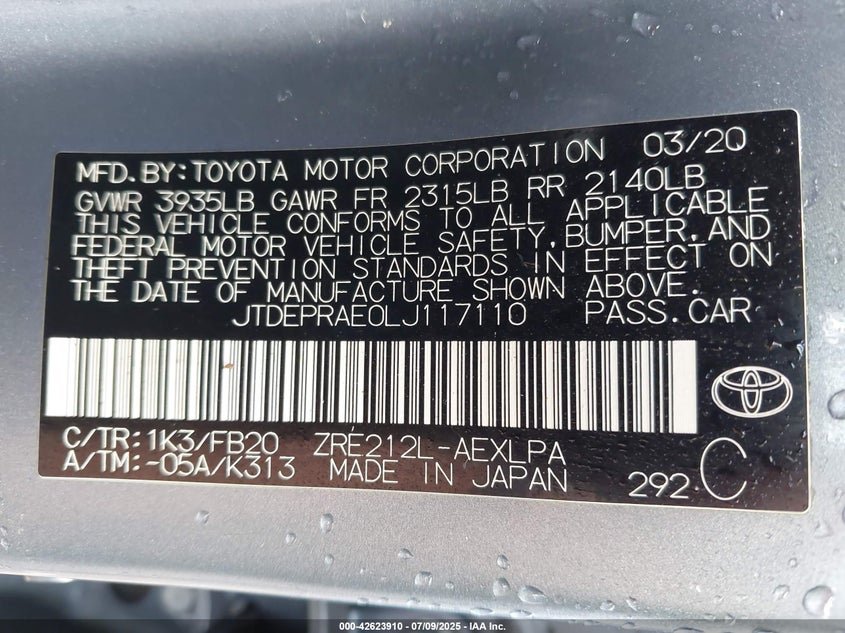 MFD. BY: TOYOTA MOTOR CORPORATION 03/20
GVWR 3935LB GAWR FR 2315LB RR 2140LB
THIS VEHICLE CONFORMS TO ALL APPLICABLE
FEDERAL MOTOR VEHICLE SAFETY, BUMPER, AND
THEFT PREVENTION STANDARDS IN EFFECT ON
THE DATE OF MANUFACTURE SHOWN ABOVE.
JTDEPRAE0LJ117110 PASS. CAR
C/TR: 1K3/FB20 ZRE212L-AEXLPA
A/TM: -05A/K313 MADE IN JAPAN 292 C
000-42623910 - 07/09/2025 - IAA Inc.